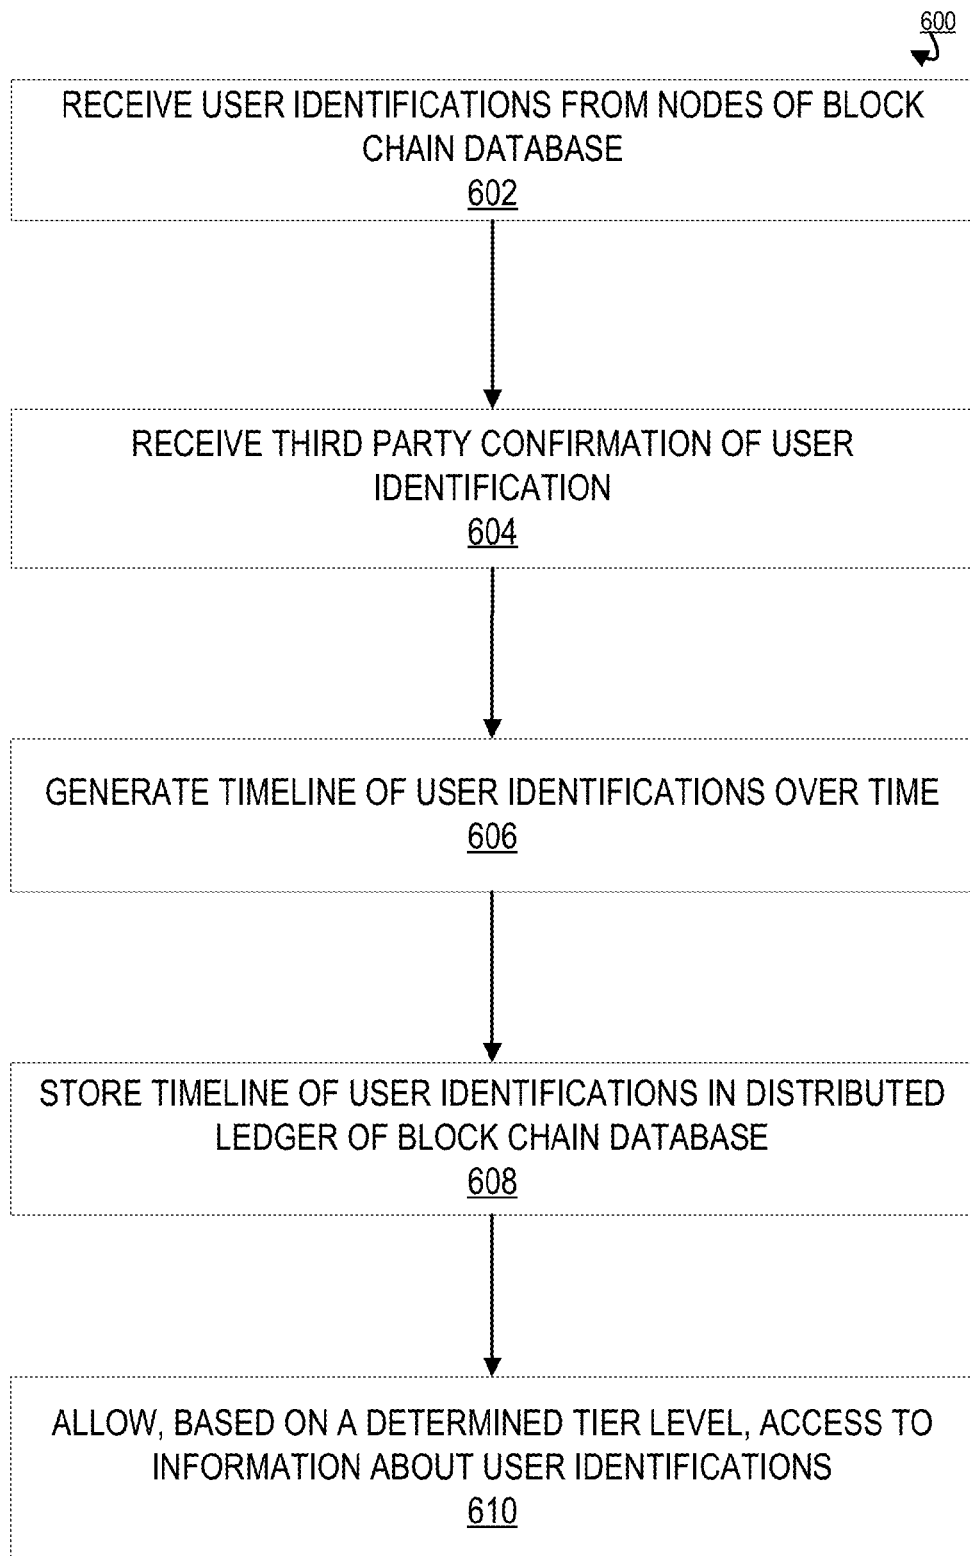 600
RECEIVE USER IDENTIFICATIONS FROM NODES OF BLOCK
CHAIN DATABASE
602
RECEIVE THIRD PARTY CONFIRMATION OF USER
IDENTIFICATION
604
GENERATE TIMELINE OF USER IDENTIFICATIONS OVER TIME
606
STORE TIMELINE OF USER IDENTIFICATIONS IN DISTRIBUTED
LEDGER OF BLOCK CHAIN DATABASE
608
ALLOW, BASED ON A DETERMINED TIER LEVEL, ACCESS TO
INFORMATION ABOUT USER IDENTIFICATIONS
610